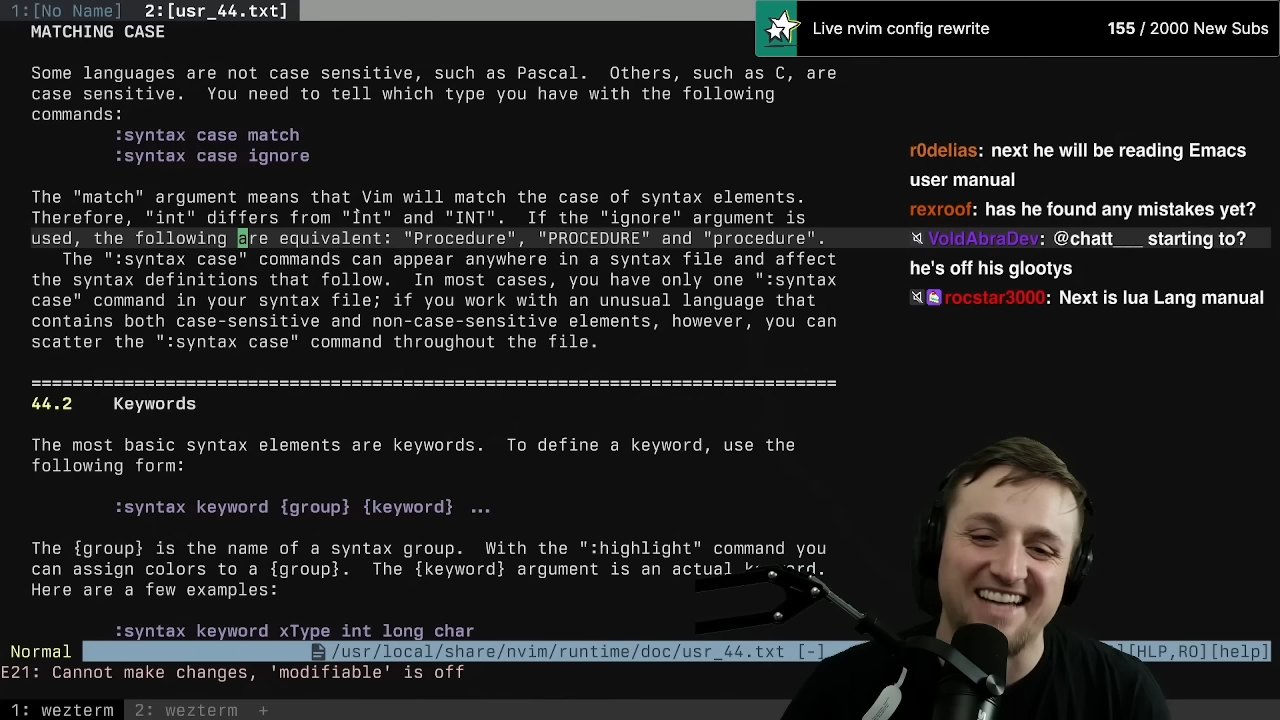 1:[No Name]  2:[usr_44.txt]
Live nvim config rewrite 155 / 2000 New Subs
MATCHING CASE
Some languages are not case sensitive, such as Pascal.  Others, such as C, are
case sensitive.  You need to tell which type you have with the following
commands:
:syntax case match
:syntax case ignore
The "match" argument means that Vim will match the case of syntax elements.
Therefore, "int" differs from "Int" and "INT".  If the "ignore" argument is
used, the following are equivalent: "Procedure", "PROCEDURE" and "procedure".
The ":syntax case" commands can appear anywhere in a syntax file and affect
the syntax definitions that follow.  In most cases, you have only one ":syntax
case" command in your syntax file; if you work with an unusual language that
contains both case-sensitive and non-case-sensitive elements, however, you can
scatter the ":syntax case" command throughout the file.
================================================================================
44.2    Keywords
The most basic syntax elements are keywords.  To define a keyword, use the
following form:
:syntax keyword {group} {keyword} ...
The {group} is the name of a syntax group.  With the ":highlight" command you
can assign colors to a {group}.  The {keyword} argument is an actual keyword.
Here are a few examples:
:syntax keyword xType int long char
Normal /usr/local/share/nvim/runtime/doc/usr_44.txt [-] [HLP,RO][help]
E21: Cannot make changes, 'modifiable' is off
1: wezterm  2: wezterm  +
r0delias: next he will be reading Emacs
user manual
rexroof: has he found any mistakes yet?
VoldAbraDev: @chatt___ starting to?
he's off his glootys
rocstar3000: Next is lua Lang manual